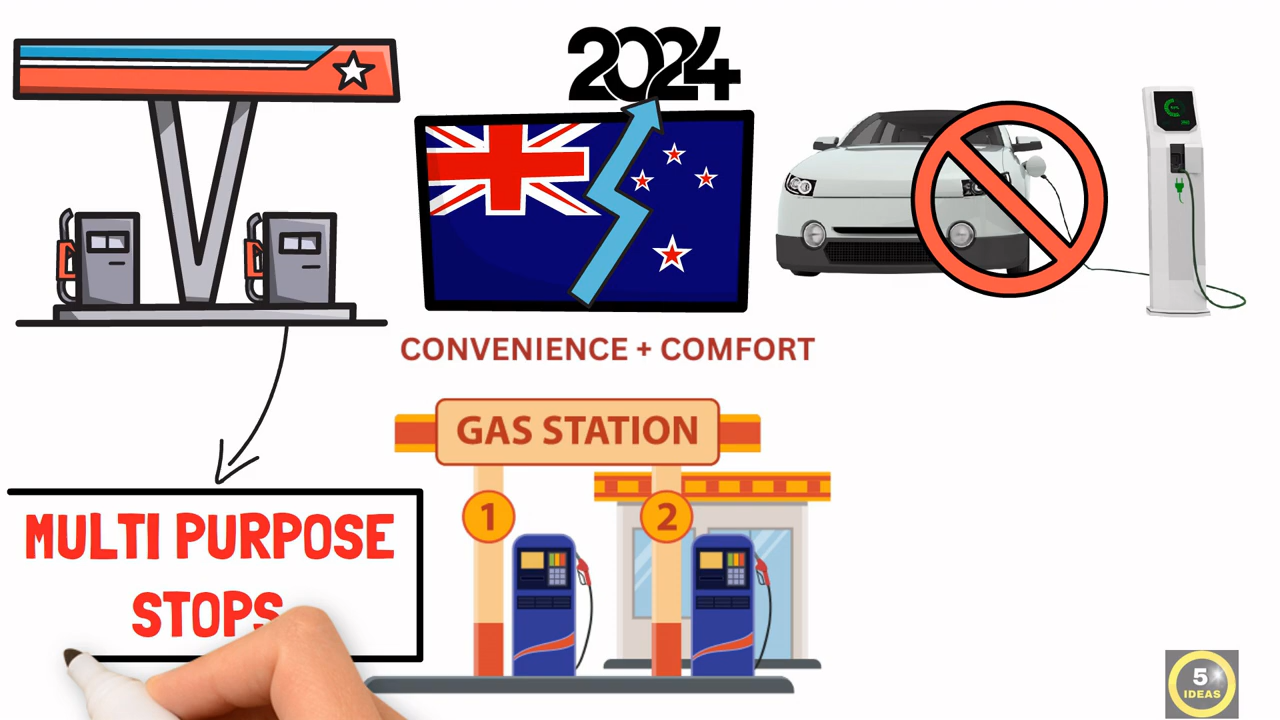 2024
CONVENIENCE + COMFORT
GAS STATION
1
2
MULTI PURPOSE
STOPS
5
IDEAS